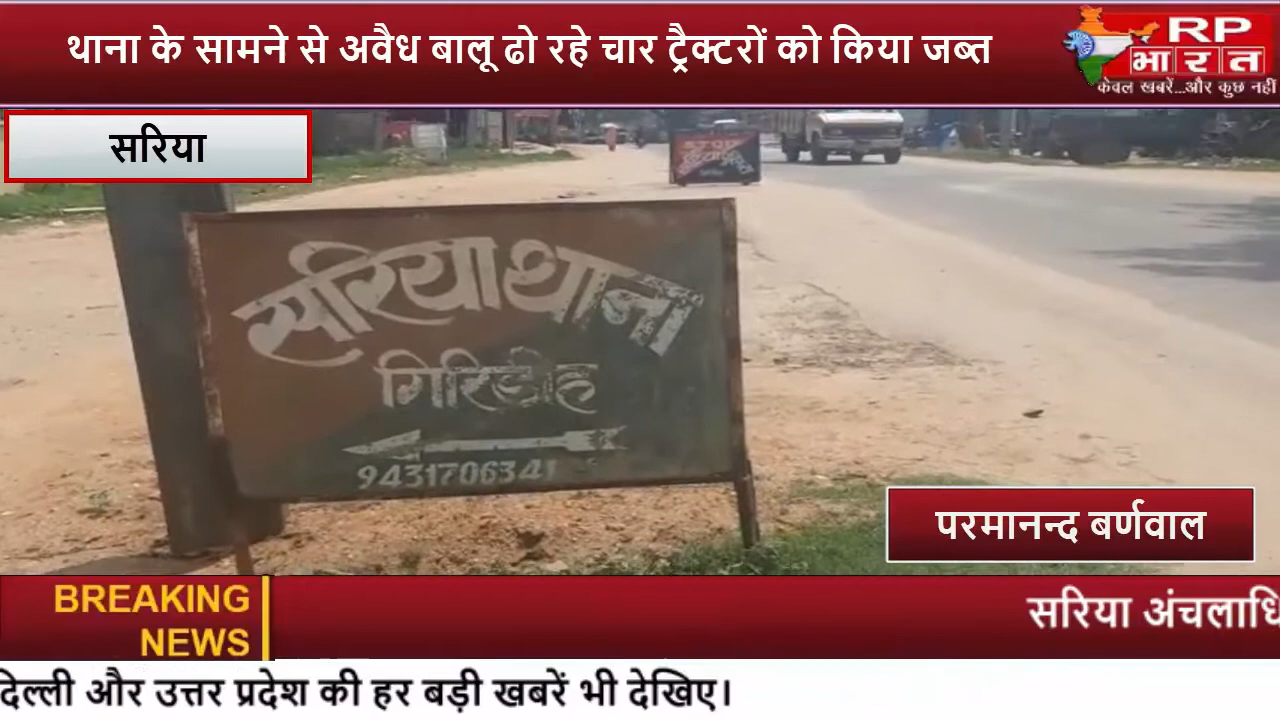 थाना के सामने से अवैध बालू ढो रहे चार ट्रैक्टरों को किया जब्त
RP
भारत
केवल खबरें...और कुछ नहीं
सरिया
सरिया थाना
गिरिडीह
9431706341
परमानन्द बर्णवाल
BREAKING
NEWS
सरिया अंचलाधि
दिल्ली और उत्तर प्रदेश की हर बड़ी खबरें भी देखिए।